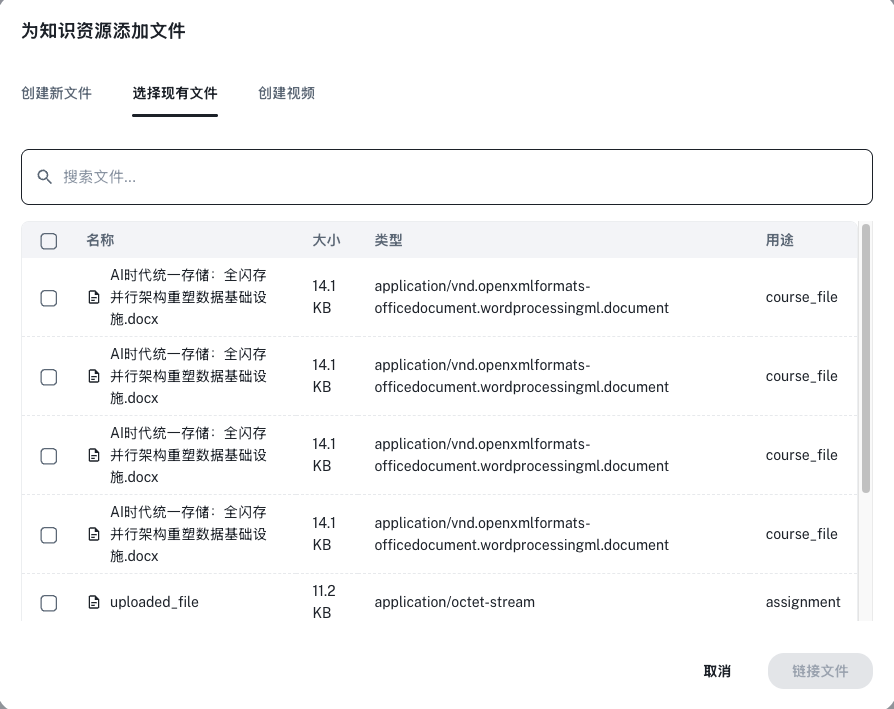 为知识资源添加文件
创建新文件 选择现有文件 创建视频
搜索文件...
名称 大小 类型 用途
AI时代统一存储：全闪存
并行架构重塑数据基础设
施.docx
14.1
KB
application/vnd.openxmlformats-
officedocument.wordprocessingml.document
course_file
AI时代统一存储：全闪存
并行架构重塑数据基础设
施.docx
14.1
KB
application/vnd.openxmlformats-
officedocument.wordprocessingml.document
course_file
AI时代统一存储：全闪存
并行架构重塑数据基础设
施.docx
14.1
KB
application/vnd.openxmlformats-
officedocument.wordprocessingml.document
course_file
AI时代统一存储：全闪存
并行架构重塑数据基础设
施.docx
14.1
KB
application/vnd.openxmlformats-
officedocument.wordprocessingml.document
course_file
uploaded_file
11.2
KB
application/octet-stream
assignment
取消 链接文件